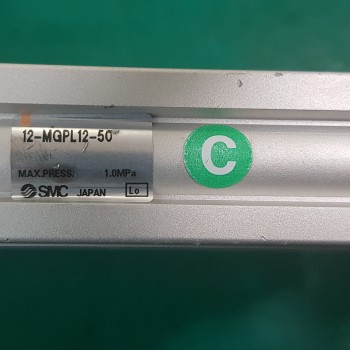 12-MGPL12-50
MAX.PRESS. 1.0MPa
SMC JAPAN Lo
C